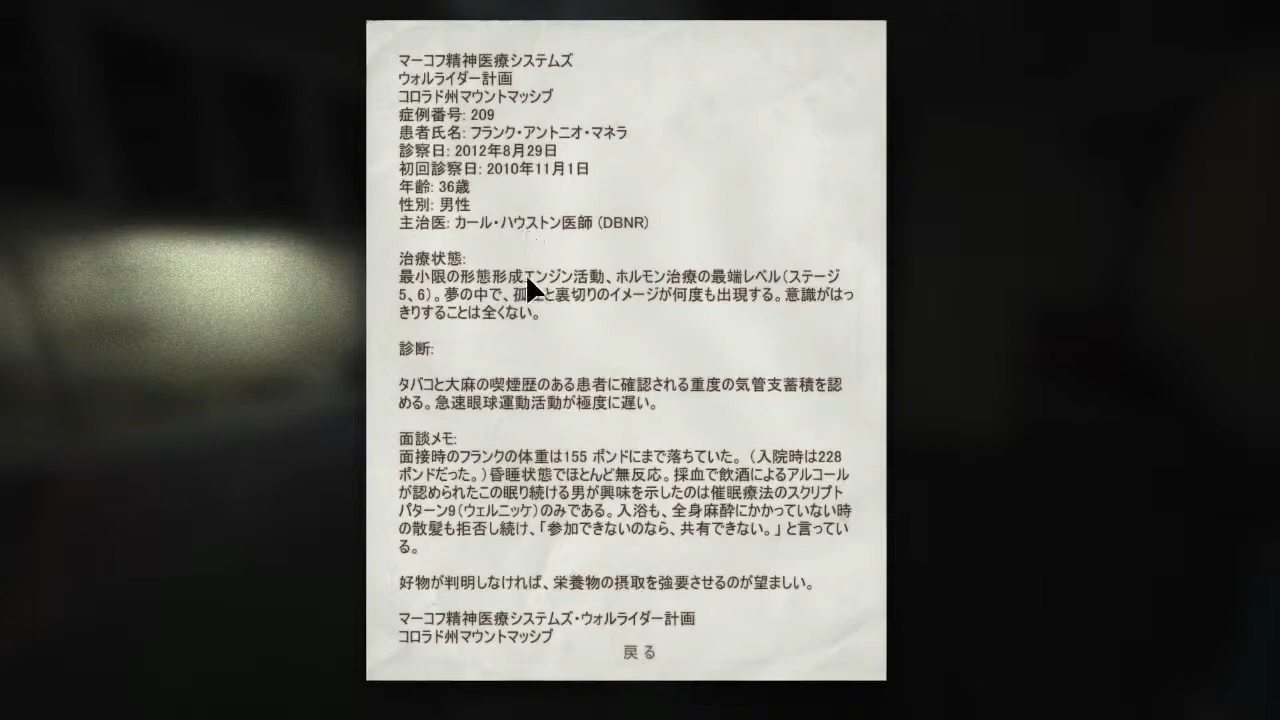 マーコフ精神医療システムズ
ウォルライダー計画
コロラド州マウントマッシブ
症例番号: 209
患者氏名: フランク・アントニオ・マネラ
診察日: 2012年8月29日
初回診察日: 2010年11月1日
年齢: 36歳
性別: 男性
主治医: カール・ハウストン医師 (DBNR)
治療状態:
最小限の形態形成エンジン活動、ホルモン治療の最端レベル(ステージ
5、6)。夢の中で、孤と裏切りのイメージが何度も出現する。意識がはっ
きりすることは全くない。
診断:
タバコと大麻の喫煙歴のある患者に確認される重度の気管支蓄積を認
める。急速眼球運動活動が極度に遅い。
面談メモ:
面接時のフランクの体重は155 ポンドにまで落ちていた。(入院時は228
ポンドだった。)昏睡状態でほとんど無反応。採血で飲酒によるアルコール
が認められたこの眠り続ける男が興味を示したのは催眠療法のスクリプト
パターン9(ウェルニッケ)のみである。入浴も、全身麻酔にかかっていない時
の散髪も拒否し続け、「参加できないのなら、共有できない。」と言ってい
る。
好物が判明しなければ、栄養物の摂取を強要させるのが望ましい。
マーコフ精神医療システムズ・ウォルライダー計画
コロラド州マウントマッシブ
戻る